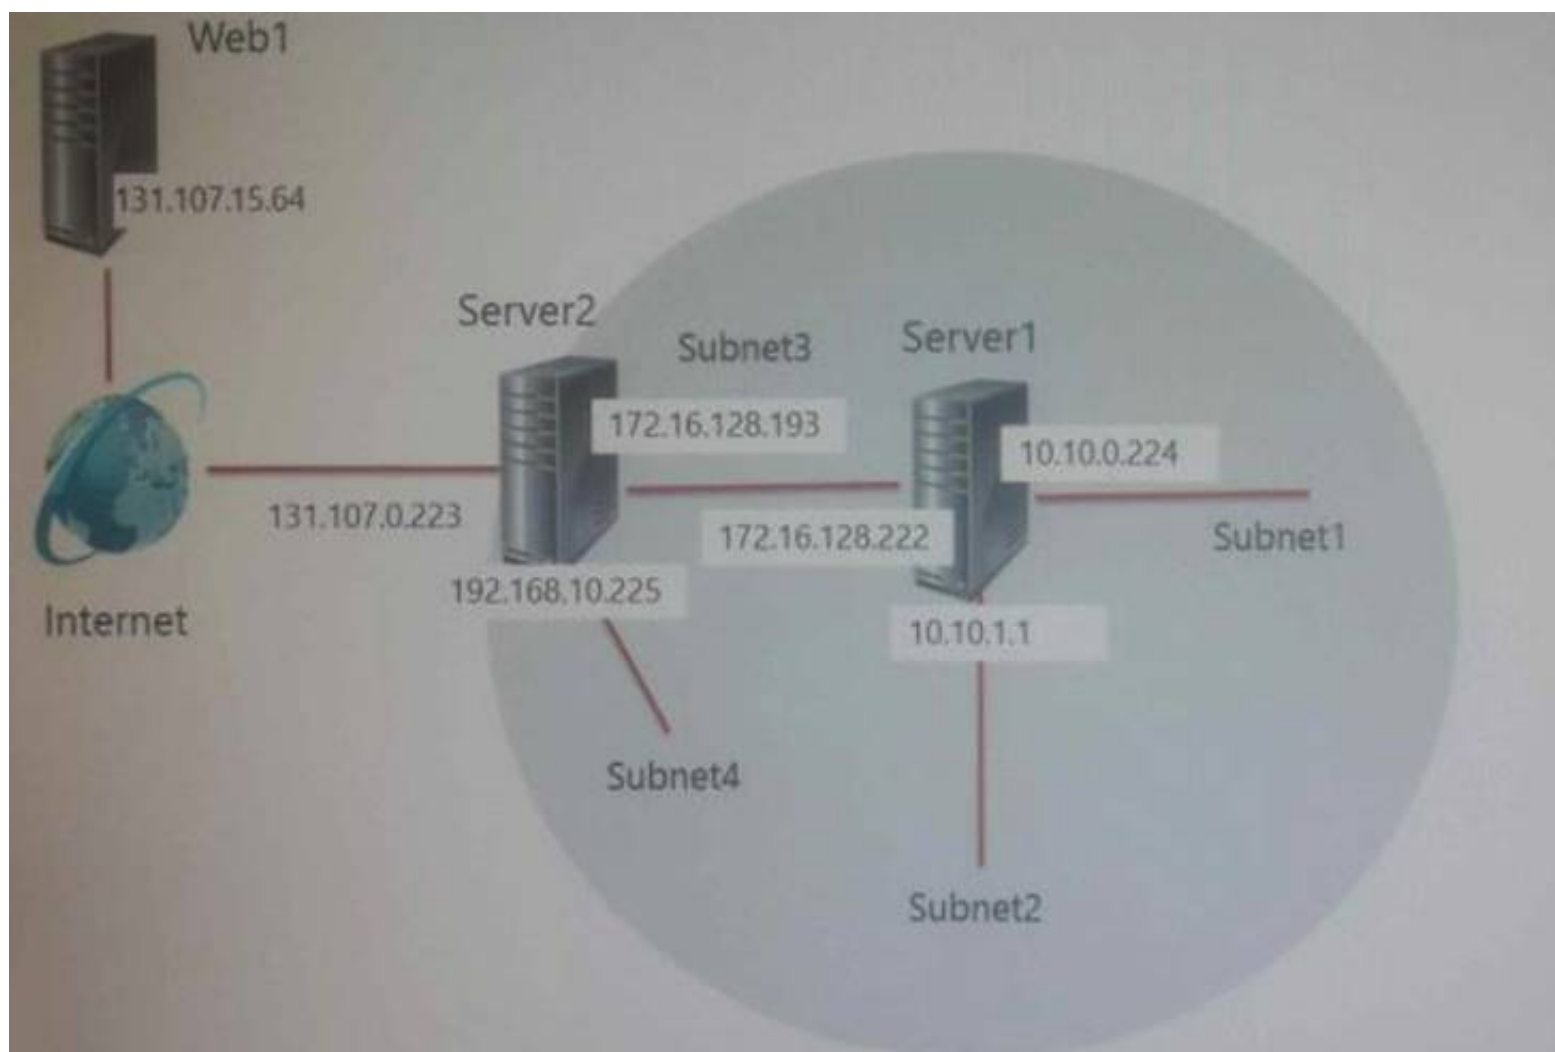 Web1
131.107.15.64
Server2
Subnet3
Server1
172.16.128.193
10.10.0.224
131.107.0.223
172.16.128.222
Subnet1
192.168.10.225
Internet
10.10.1.1
Subnet4
Subnet2